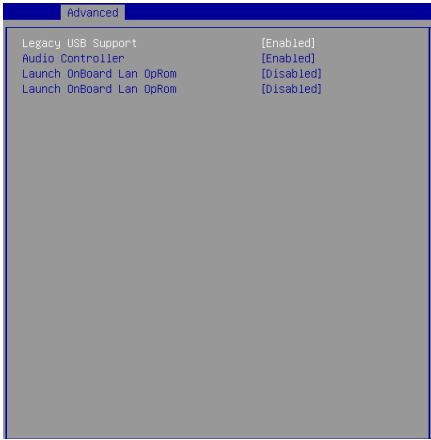 Advanced
Legacy USB Support [Enabled]
Audio Controller [Enabled]
Launch OnBoard Lan OpRom [Disabled]
Launch OnBoard Lan OpRom [Disabled]